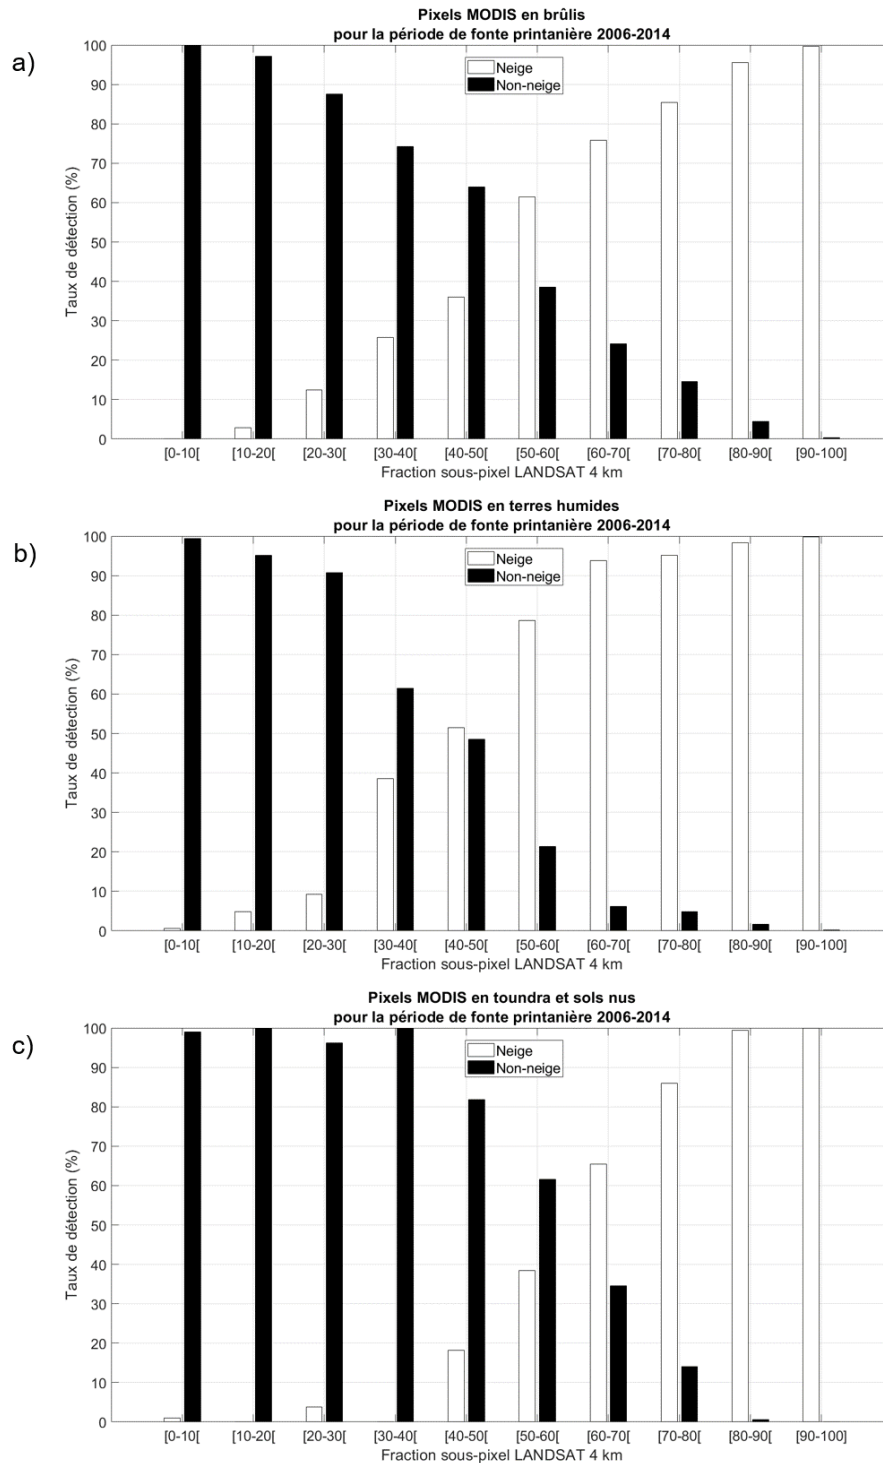 a)
Pixels MODIS en brûlis
pour la période de fonte printanière 2006-2014
Taux de détection (%)
100
90
80
70
60
50
40
30
20
10
0
Neige
Non-neige
[0-10[ [10-20[ [20-30[ [30-40[ [40-50[ [50-60[ [60-70[ [70-80[ [80-90[ [90-100]
Fraction sous-pixel LANDSAT 4 km
b)
Pixels MODIS en terres humides
pour la période de fonte printanière 2006-2014
Taux de détection (%)
100
90
80
70
60
50
40
30
20
10
0
Neige
Non-neige
[0-10[ [10-20[ [20-30[ [30-40[ [40-50[ [50-60[ [60-70[ [70-80[ [80-90[ [90-100]
Fraction sous-pixel LANDSAT 4 km
c)
Pixels MODIS en toundra et sols nus
pour la période de fonte printanière 2006-2014
Taux de détection (%)
100
90
80
70
60
50
40
30
20
10
0
Neige
Non-neige
[0-10[ [10-20[ [20-30[ [30-40[ [40-50[ [50-60[ [60-70[ [70-80[ [80-90[ [90-100]
Fraction sous-pixel LANDSAT 4 km